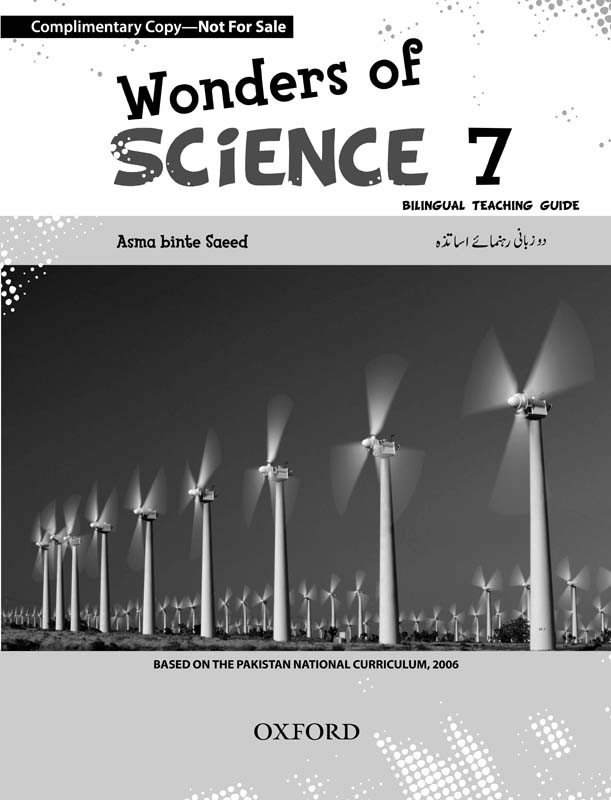 Complimentary Copy—Not For Sale
Wonders of
SCIENCE 7
BILINGUAL TEACHING GUIDE
Asma binte Saeed
دو زبانی رہنمائے اساتذہ
BASED ON THE PAKISTAN NATIONAL CURRICULUM, 2006
OXFORD